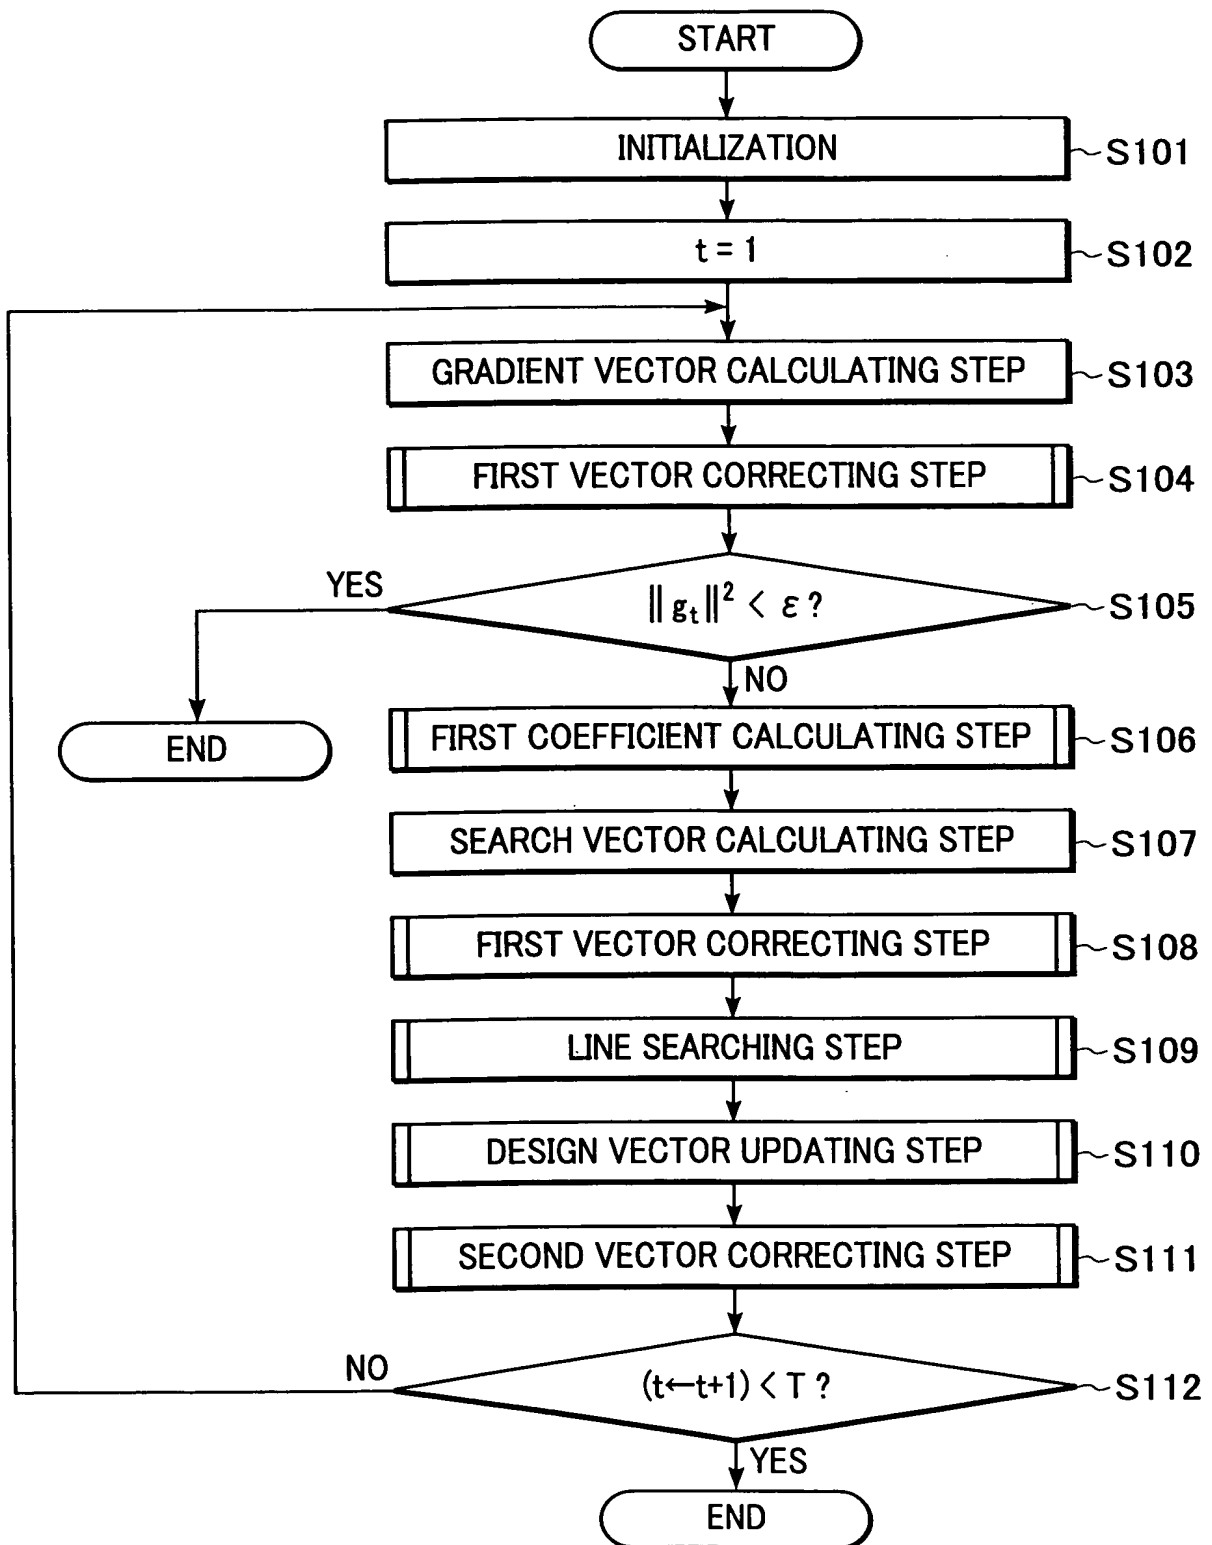 START
INITIALIZATION
S101
t = 1
S102
GRADIENT VECTOR CALCULATING STEP
S103
FIRST VECTOR CORRECTING STEP
S104
YES
‖ gₜ ‖² < ε ?
S105
NO
END
FIRST COEFFICIENT CALCULATING STEP
S106
SEARCH VECTOR CALCULATING STEP
S107
FIRST VECTOR CORRECTING STEP
S108
LINE SEARCHING STEP
S109
DESIGN VECTOR UPDATING STEP
S110
SECOND VECTOR CORRECTING STEP
S111
NO
(t←t+1) < T ?
S112
YES
END